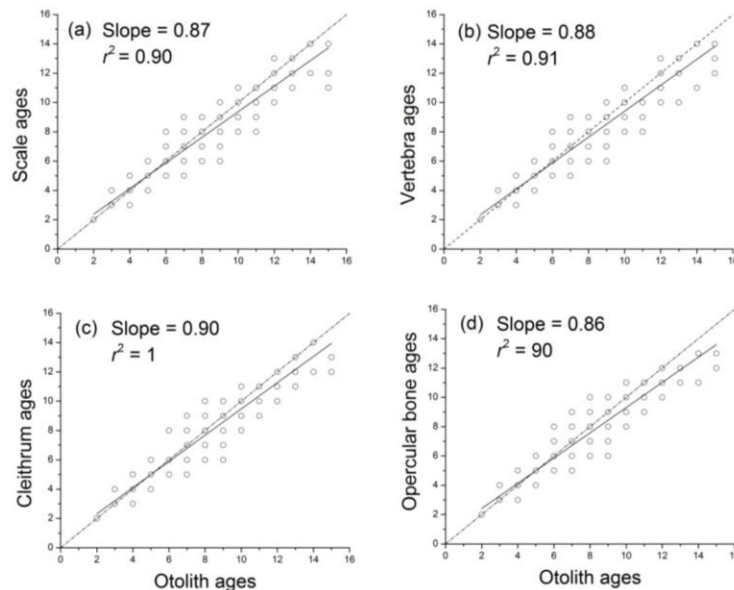 (a) Slope = 0.87
r² = 0.90
Scale ages
16
14
12
10
8
6
4
2
0
0 2 4 6 8 10 12 14 16
(b) Slope = 0.88
r² = 0.91
Vertebra ages
16
14
12
10
8
6
4
2
0
0 2 4 6 8 10 12 14 16
(c) Slope = 0.90
r² = 1
Cleithrum ages
16
14
12
10
8
6
4
2
0
0 2 4 6 8 10 12 14 16
Otolith ages
(d) Slope = 0.86
r² = 90
Opercular bone ages
16
14
12
10
8
6
4
2
0
0 2 4 6 8 10 12 14 16
Otolith ages